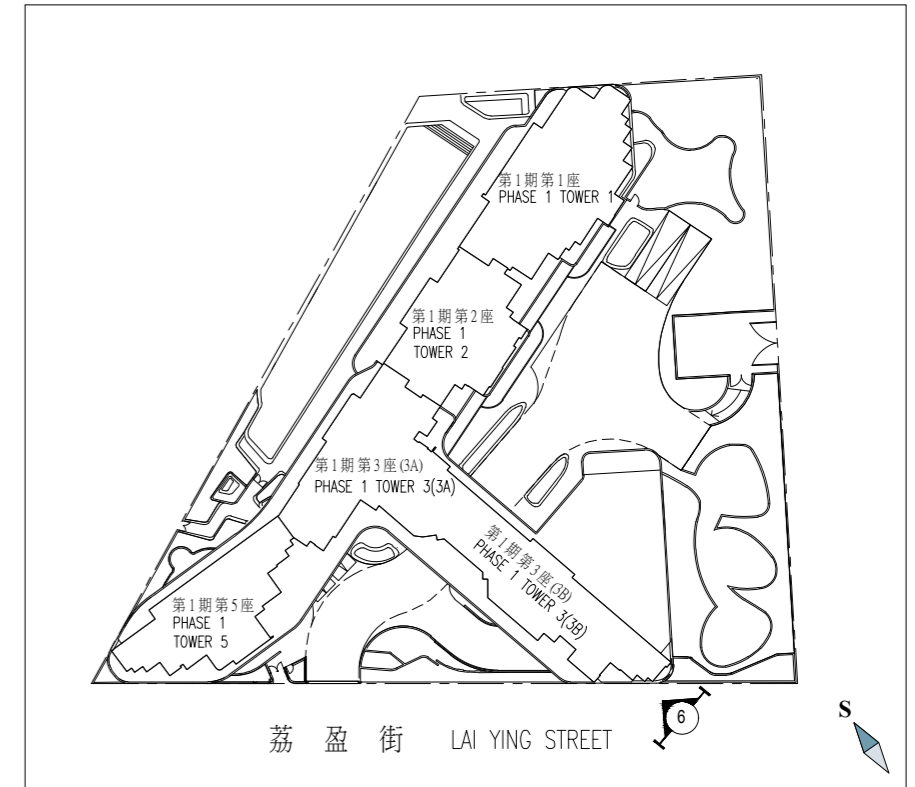 第1期第1座
PHASE 1 TOWER 1
第1期第2座
PHASE 1
TOWER 2
第1期第3座(3A)
PHASE 1 TOWER 3(3A)
第1期第3座(3B)
PHASE 1 TOWER 3(3B)
第1期第5座
PHASE 1
TOWER 5
荔盈街 LAI YING STREET
6
S